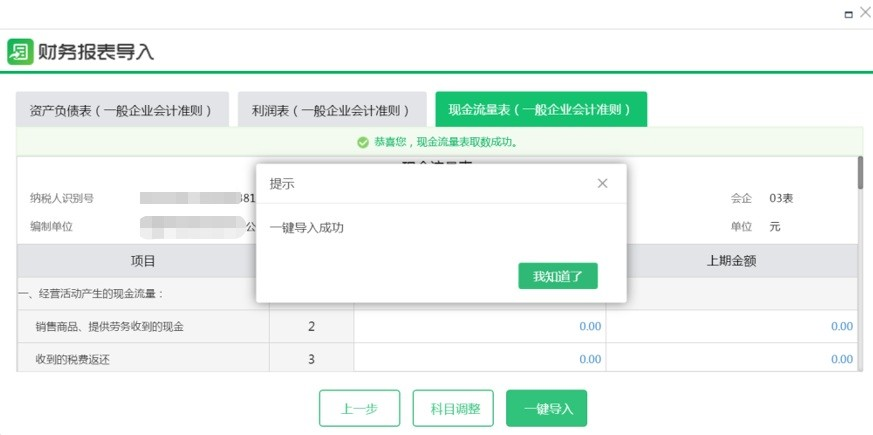 财务报表导入
资产负债表（一般企业会计准则）
利润表（一般企业会计准则）
现金流量表（一般企业会计准则）
恭喜您，现金流量表取数成功。
提示
一键导入成功
我知道了
纳税人识别号 481
会企 03表
编制单位 公
单位 元
项目 上期金额
一、经营活动产生的现金流量：
销售商品、提供劳务收到的现金 2 0.00 0.00
收到的税费返还 3 0.00 0.00
上一步 科目调整 一键导入